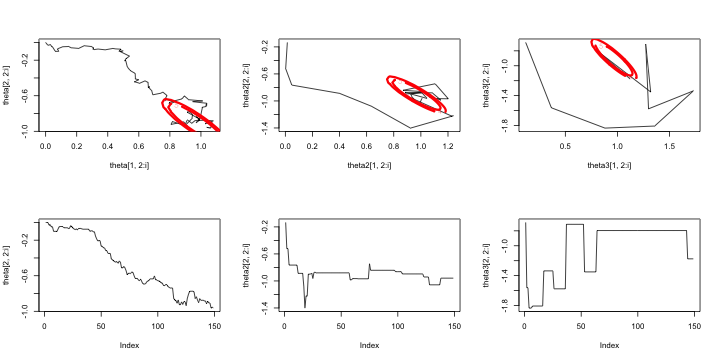 theta[2, 2:i]
-1.0 -0.6 -0.2
0.0 0.2 0.4 0.6 0.8 1.0
theta[1, 2:i]
theta2[2, 2:i]
-1.4 -1.0 -0.6 -0.2
0.0 0.2 0.4 0.6 0.8 1.0 1.2
theta2[1, 2:i]
theta3[2, 2:i]
-1.8 -1.4 -1.0
0.5 1.0 1.5
theta3[1, 2:i]
theta[2, 2:i]
-1.0 -0.6 -0.2
0 50 100 150
Index
theta2[2, 2:i]
-1.4 -1.0 -0.6 -0.2
0 50 100 150
Index
theta3[2, 2:i]
-1.8 -1.4 -1.0
0 50 100 150
Index